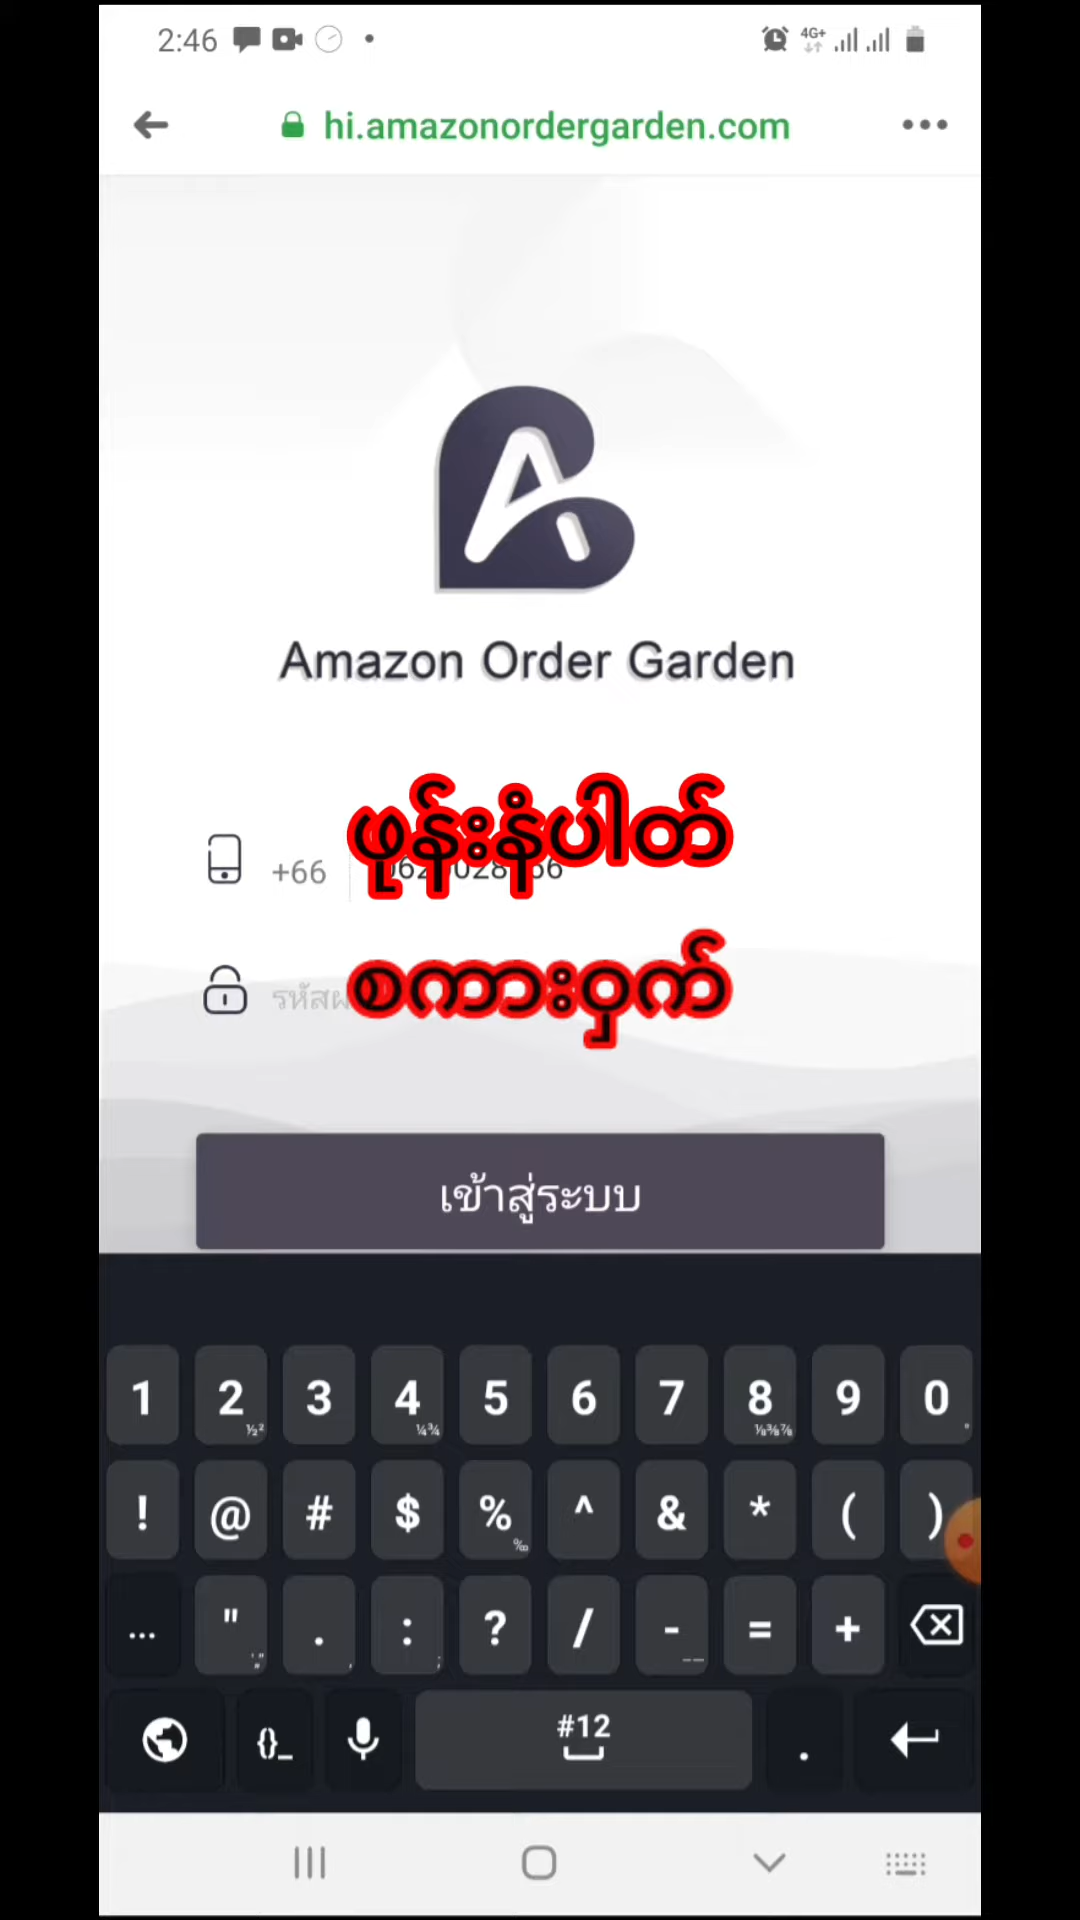 2:46
4G+
hi.amazonordergarden.com
Amazon Order Garden
ဖုန်းနံပါတ်
+66
စကားဝှက်
เข้าสู่ระบบ
1 2 3 4 5 6 7 8 9 0
! @ # $ % ^ & * ( )
... " . : ? / - = +
{}_ #12 .